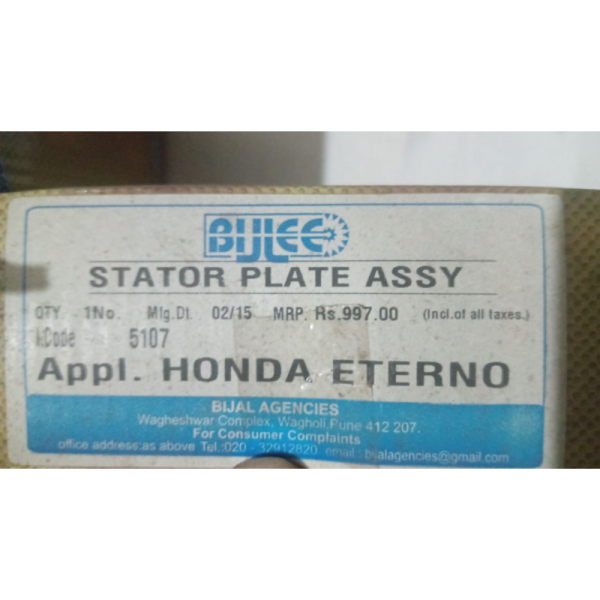 BIJLEE
STATOR PLATE ASSY
QTY 1No. Mfg.Dt. 02/15 MRP. Rs.997.00 (Incl.of all taxes.)
kCode 5107
Appl. HONDA ETERNO
BIJAL AGENCIES
Wagheshwar Complex, Wagholi,Pune 412 207.
For Consumer Complaints
office address:as above Tel.:020 - 32912820 email : bijalagencies@gmail.com